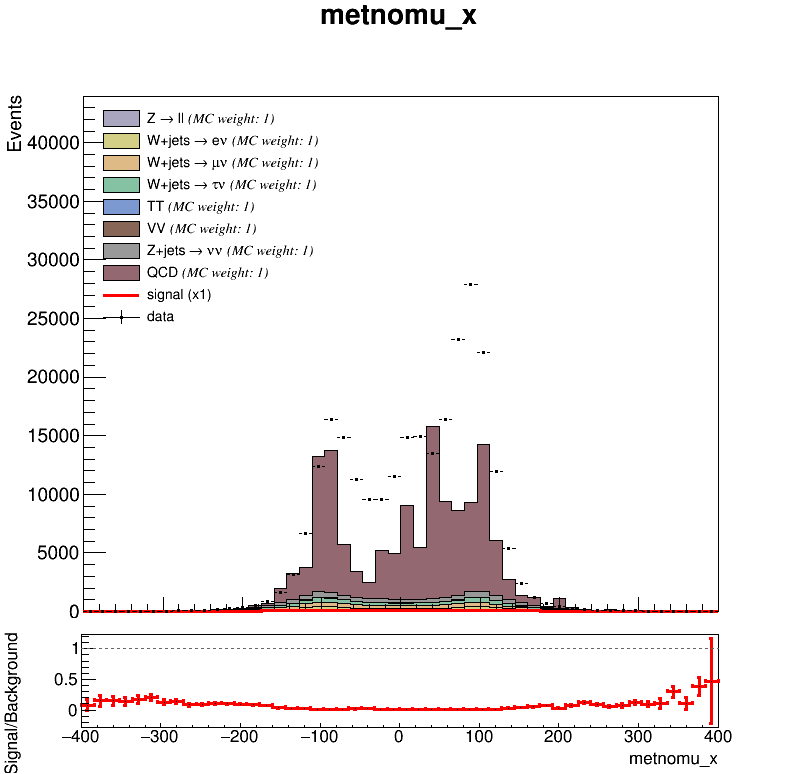 metnomu_x
Events
Z → ll (MC weight: 1)
W+jets → eν (MC weight: 1)
W+jets → μν (MC weight: 1)
W+jets → τν (MC weight: 1)
TT (MC weight: 1)
VV (MC weight: 1)
Z+jets → νν (MC weight: 1)
QCD (MC weight: 1)
signal (x1)
data
40000
35000
30000
25000
20000
15000
10000
5000
0
Signal/Background
1
0.5
0
−400 −300 −200 −100 0 100 200 300 400
metnomu_x